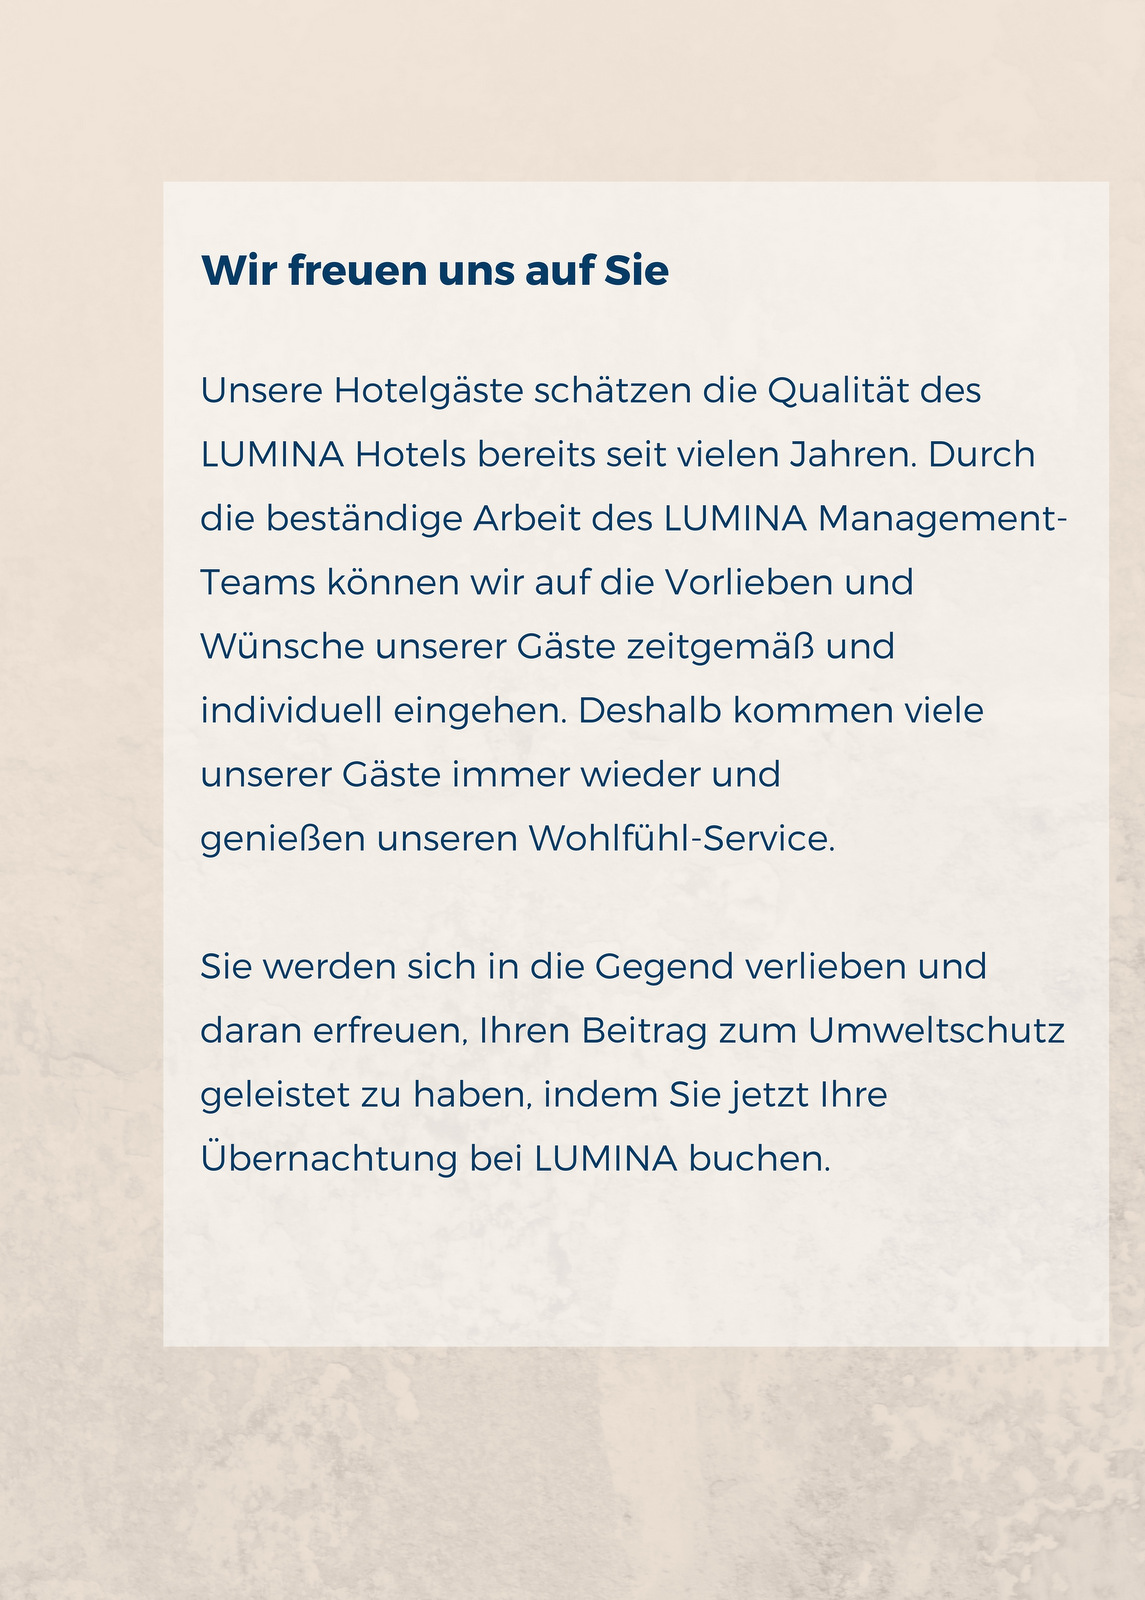 Wir freuen uns auf Sie
Unsere Hotelgäste schätzen die Qualität des
LUMINA Hotels bereits seit vielen Jahren. Durch
die beständige Arbeit des LUMINA Management-
Teams können wir auf die Vorlieben und
Wünsche unserer Gäste zeitgemäß und
individuell eingehen. Deshalb kommen viele
unserer Gäste immer wieder und
genießen unseren Wohlfühl-Service.
Sie werden sich in die Gegend verlieben und
daran erfreuen, Ihren Beitrag zum Umweltschutz
geleistet zu haben, indem Sie jetzt Ihre
Übernachtung bei LUMINA buchen.